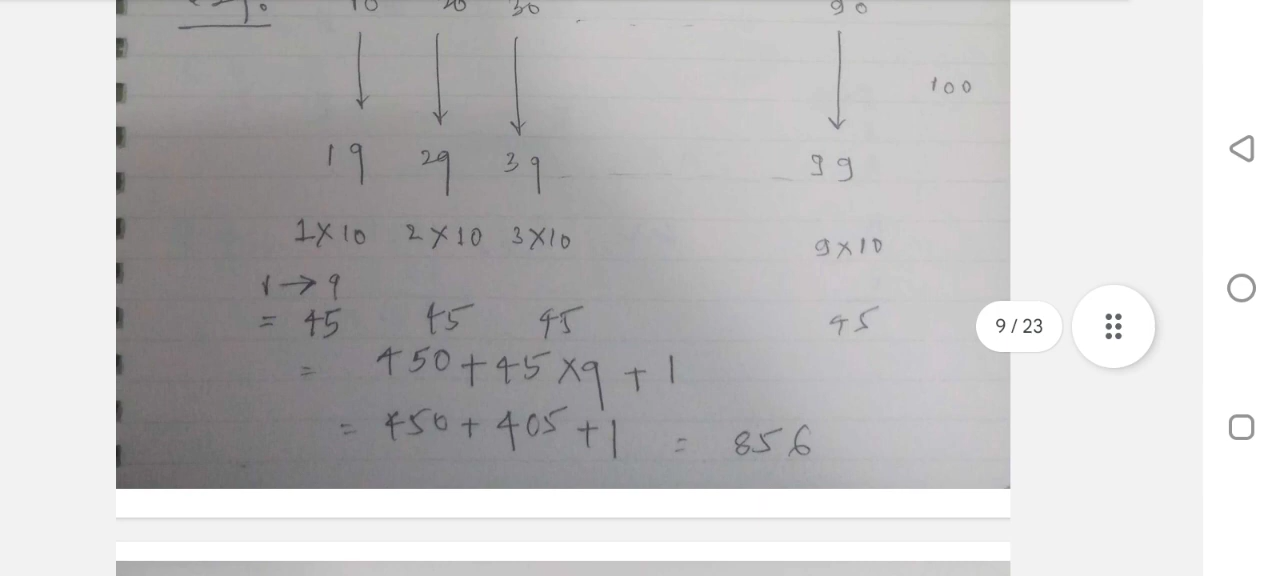 10 20 30 90
100
19 29 39 99
1×10 2×10 3×10 9×10
1→9
= 45 45 45 45
= 450+45×9+1
= 450+405+1 = 856
9 / 23